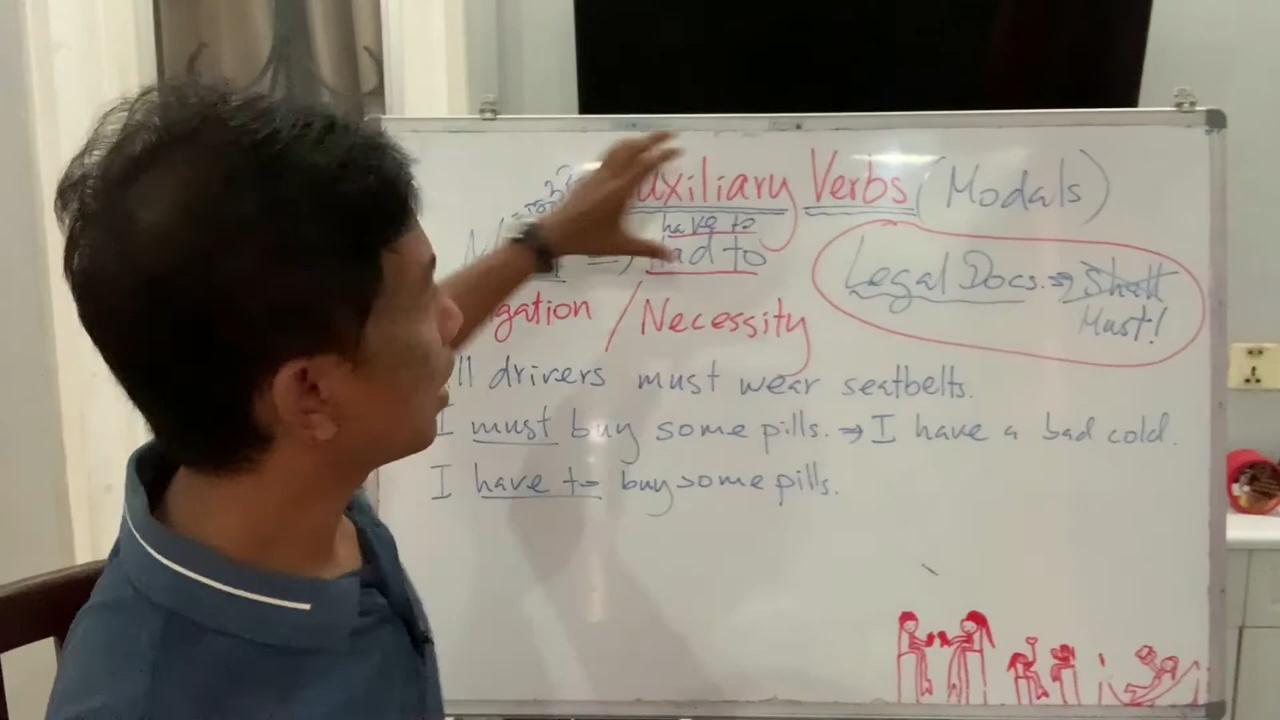 uxiliary Verbs (Modals)
have to
=> had to
gation / Necessity
Legal Docs. => Shall
Must!
ll drivers must wear seatbelts.
I must buy some pills. → I have a bad cold.
I have to buy some pills.